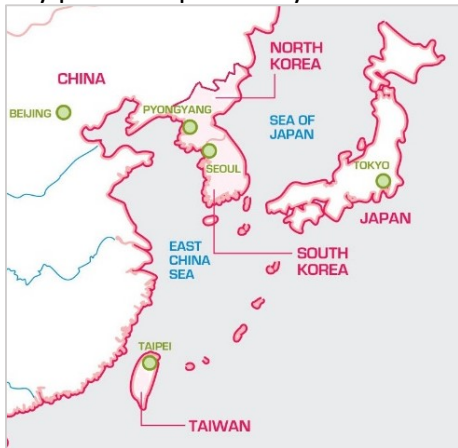 NORTH
KOREA
CHINA
BEIJING
PYONGYANG
SEA OF
JAPAN
SEOUL
TOKYO
JAPAN
EAST
CHINA
SEA
SOUTH
KOREA
TAIPEI
TAIWAN